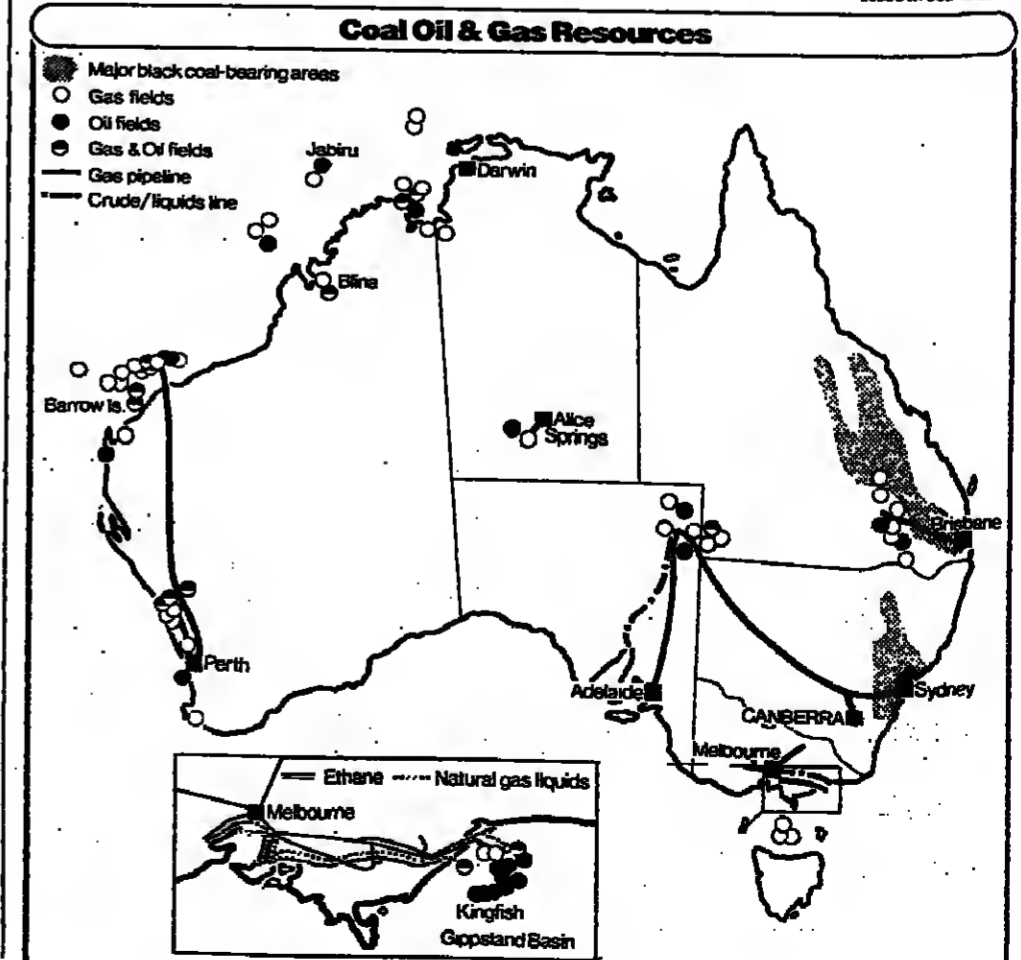 Coal Oil & Gas Resources
Major black coal-bearing areas
Gas fields
Oil fields
Gas & Oil fields
Gas pipeline
Crude/liquids line
Jabiru
Darwin
Blina
Barrow Is.
Alice
Springs
Brisbane
Perth
Adelaide
Sydney
CANBERRA
Melbourne
Ethane
Natural gas liquids
Melbourne
Kingfish
Gippsland Basin